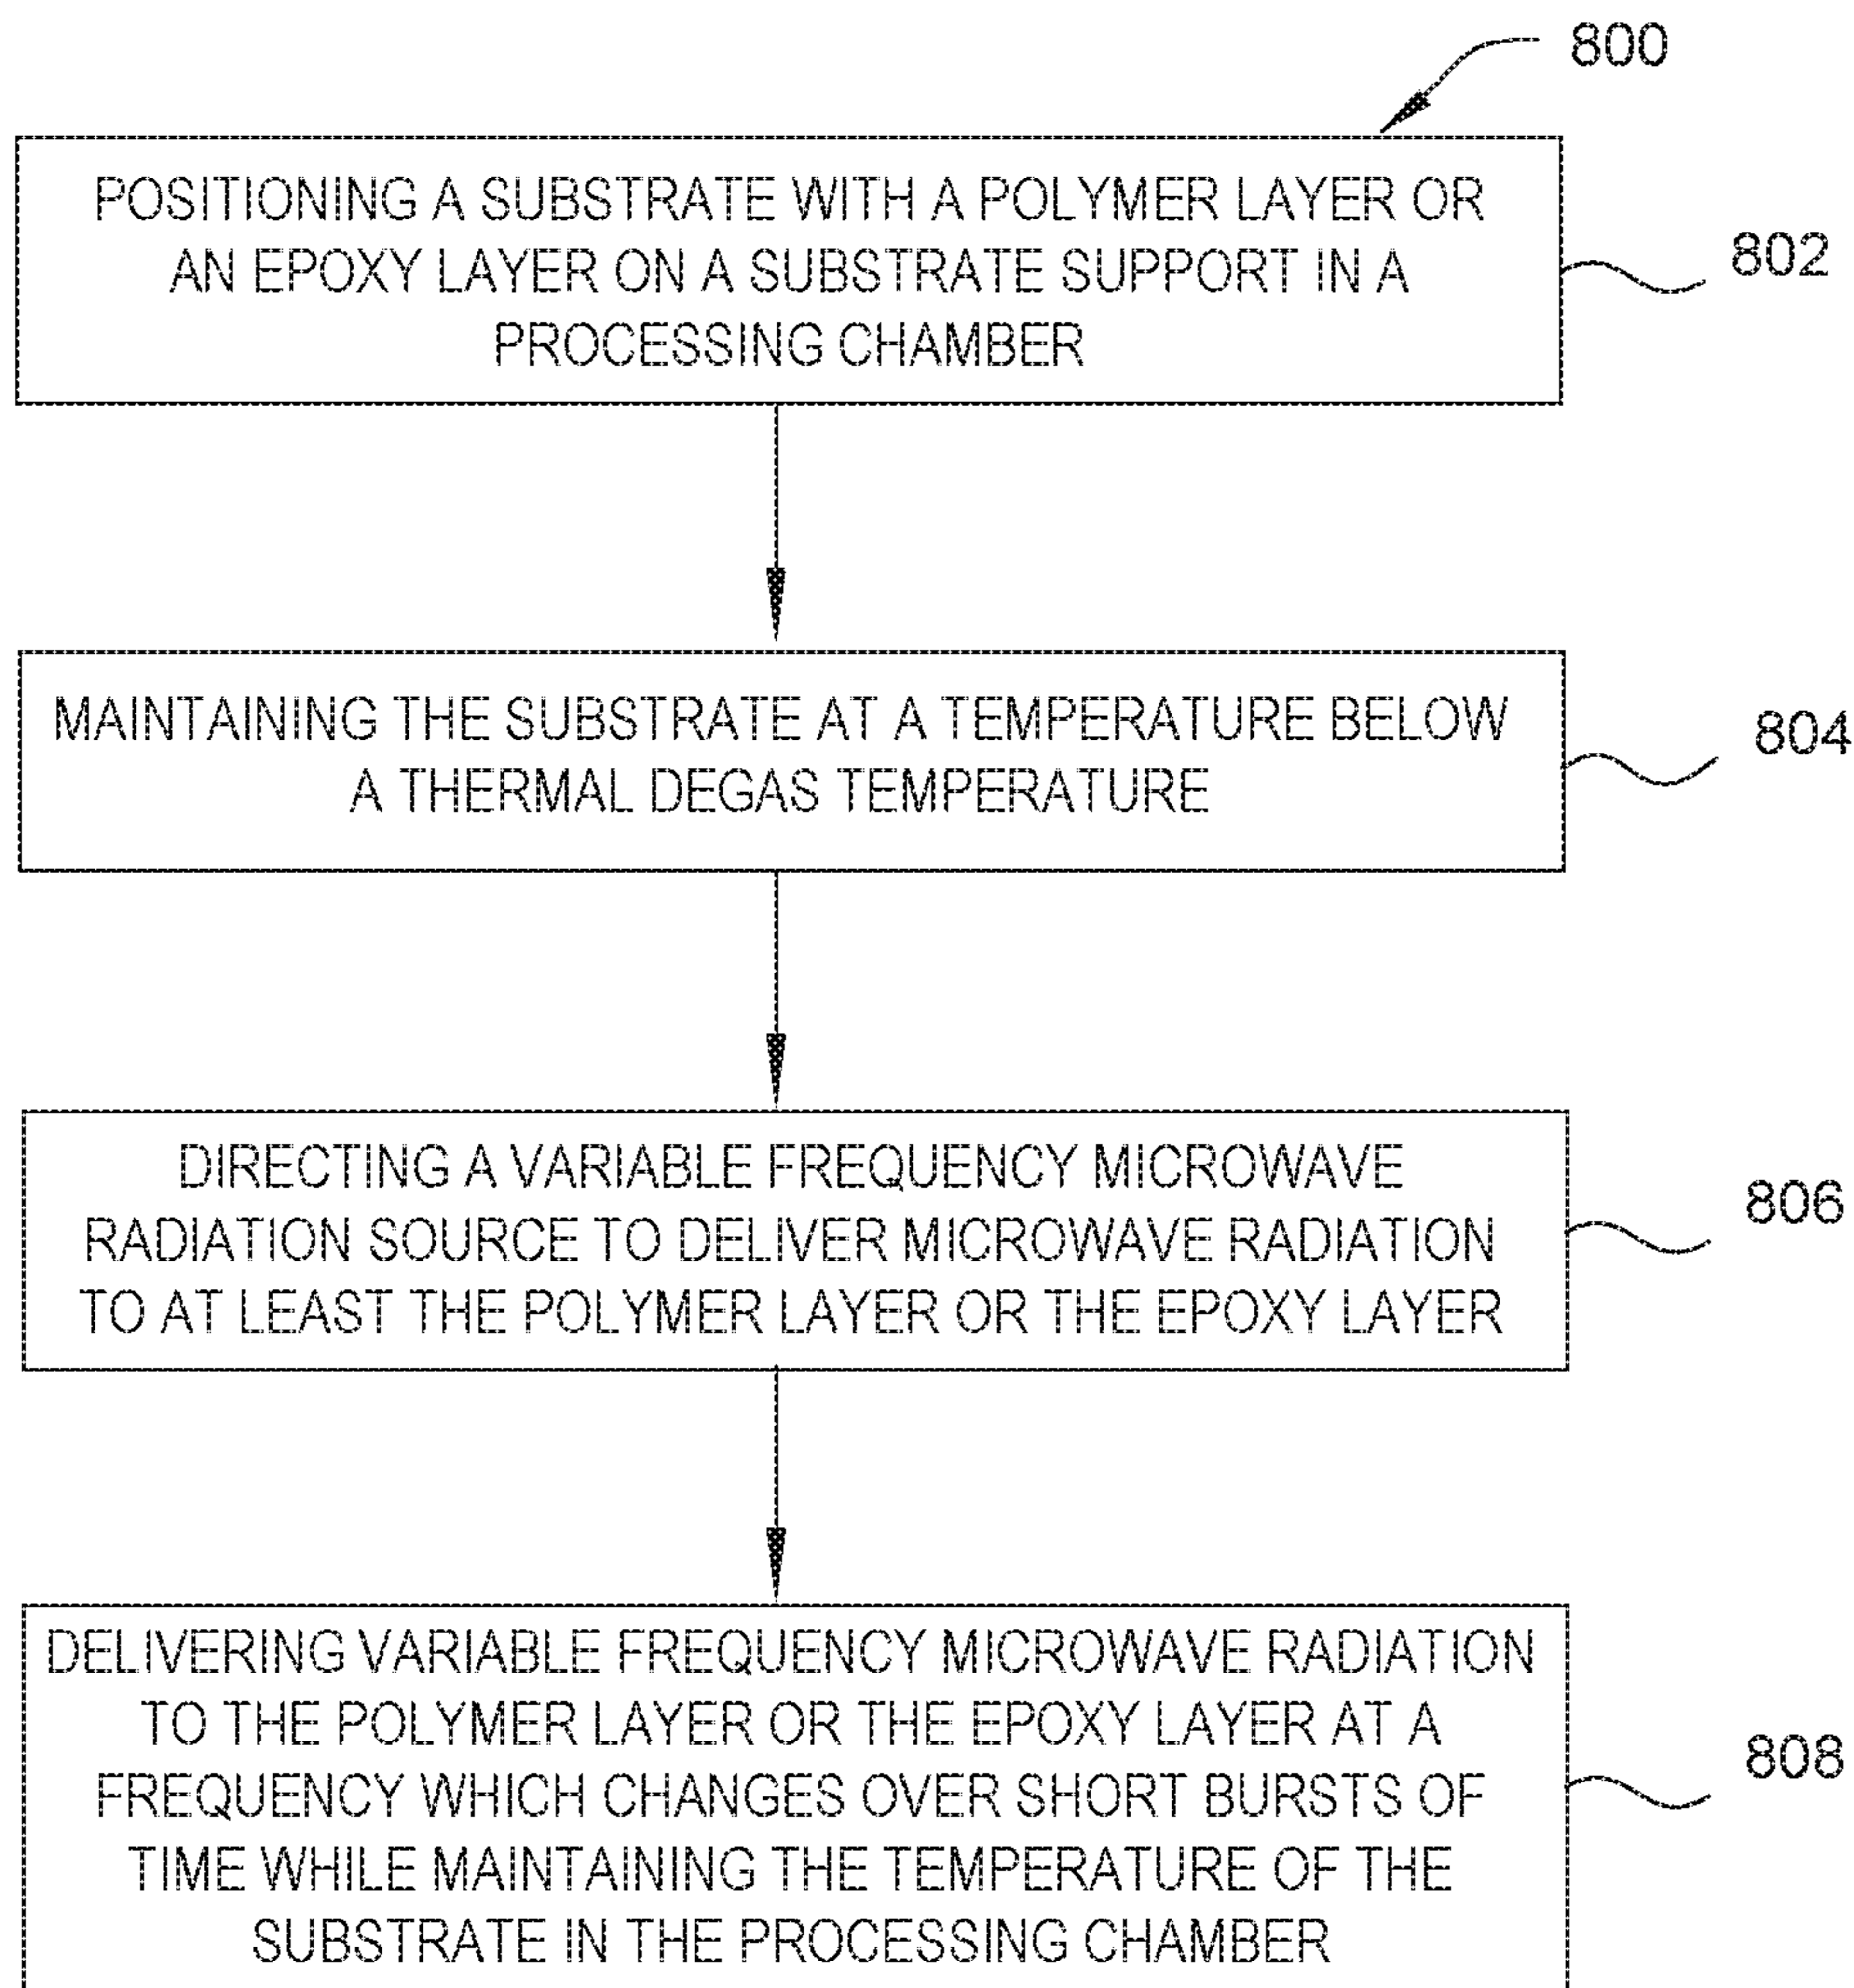 800
POSITIONING A SUBSTRATE WITH A POLYMER LAYER OR
AN EPOXY LAYER ON A SUBSTRATE SUPPORT IN A
PROCESSING CHAMBER
802
MAINTAINING THE SUBSTRATE AT A TEMPERATURE BELOW
A THERMAL DEGAS TEMPERATURE
804
DIRECTING A VARIABLE FREQUENCY MICROWAVE
RADIATION SOURCE TO DELIVER MICROWAVE RADIATION
TO AT LEAST THE POLYMER LAYER OR THE EPOXY LAYER
806
DELIVERING VARIABLE FREQUENCY MICROWAVE RADIATION
TO THE POLYMER LAYER OR THE EPOXY LAYER AT A
FREQUENCY WHICH CHANGES OVER SHORT BURSTS OF
TIME WHILE MAINTAINING THE TEMPERATURE OF THE
SUBSTRATE IN THE PROCESSING CHAMBER
808